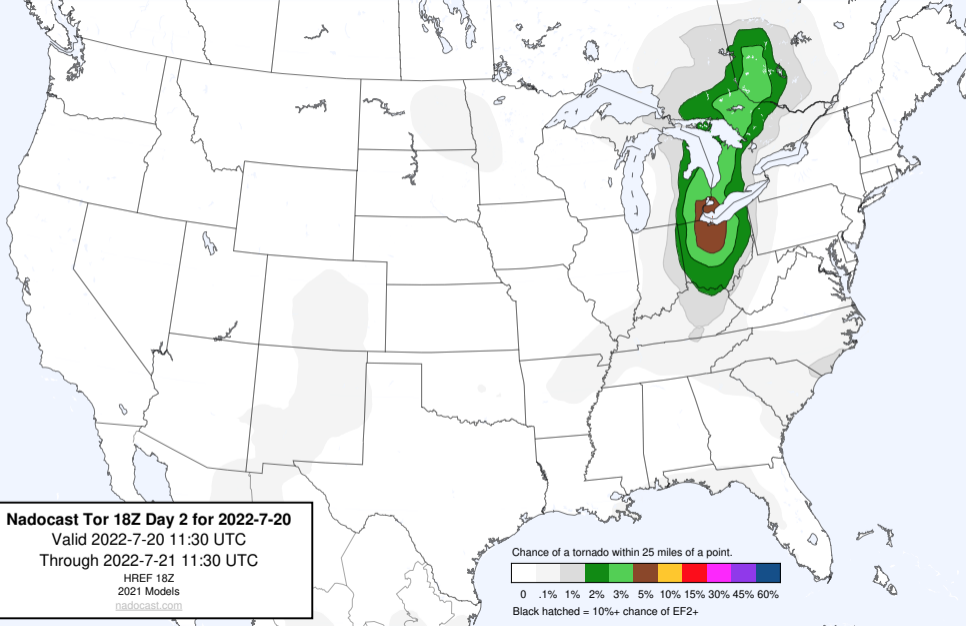 Nadocast Tor 18Z Day 2 for 2022-7-20
Valid 2022-7-20 11:30 UTC
Through 2022-7-21 11:30 UTC
HREF 18Z
2021 Models
nadocast.com
Chance of a tornado within 25 miles of a point.
0 .1% 1% 2% 3% 5% 10% 15% 30% 45% 60%
Black hatched = 10%+ chance of EF2+